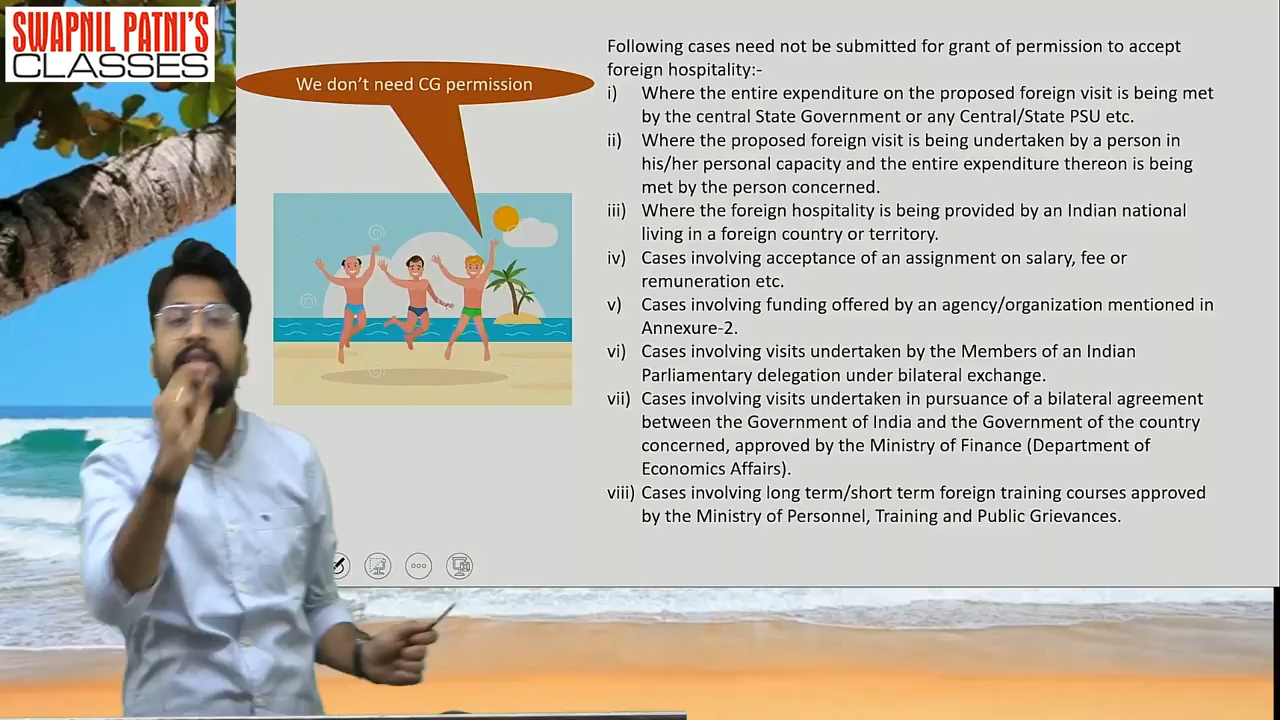 SWAPNIL PATNI'S
CLASSES
We don't need CG permission
Following cases need not be submitted for grant of permission to accept
foreign hospitality:-
i) Where the entire expenditure on the proposed foreign visit is being met
by the central State Government or any Central/State PSU etc.
ii) Where the proposed foreign visit is being undertaken by a person in
his/her personal capacity and the entire expenditure thereon is being
met by the person concerned.
iii) Where the foreign hospitality is being provided by an Indian national
living in a foreign country or territory.
iv) Cases involving acceptance of an assignment on salary, fee or
remuneration etc.
v) Cases involving funding offered by an agency/organization mentioned in
Annexure-2.
vi) Cases involving visits undertaken by the Members of an Indian
Parliamentary delegation under bilateral exchange.
vii) Cases involving visits undertaken in pursuance of a bilateral agreement
between the Government of India and the Government of the country
concerned, approved by the Ministry of Finance (Department of
Economics Affairs).
viii) Cases involving long term/short term foreign training courses approved
by the Ministry of Personnel, Training and Public Grievances.